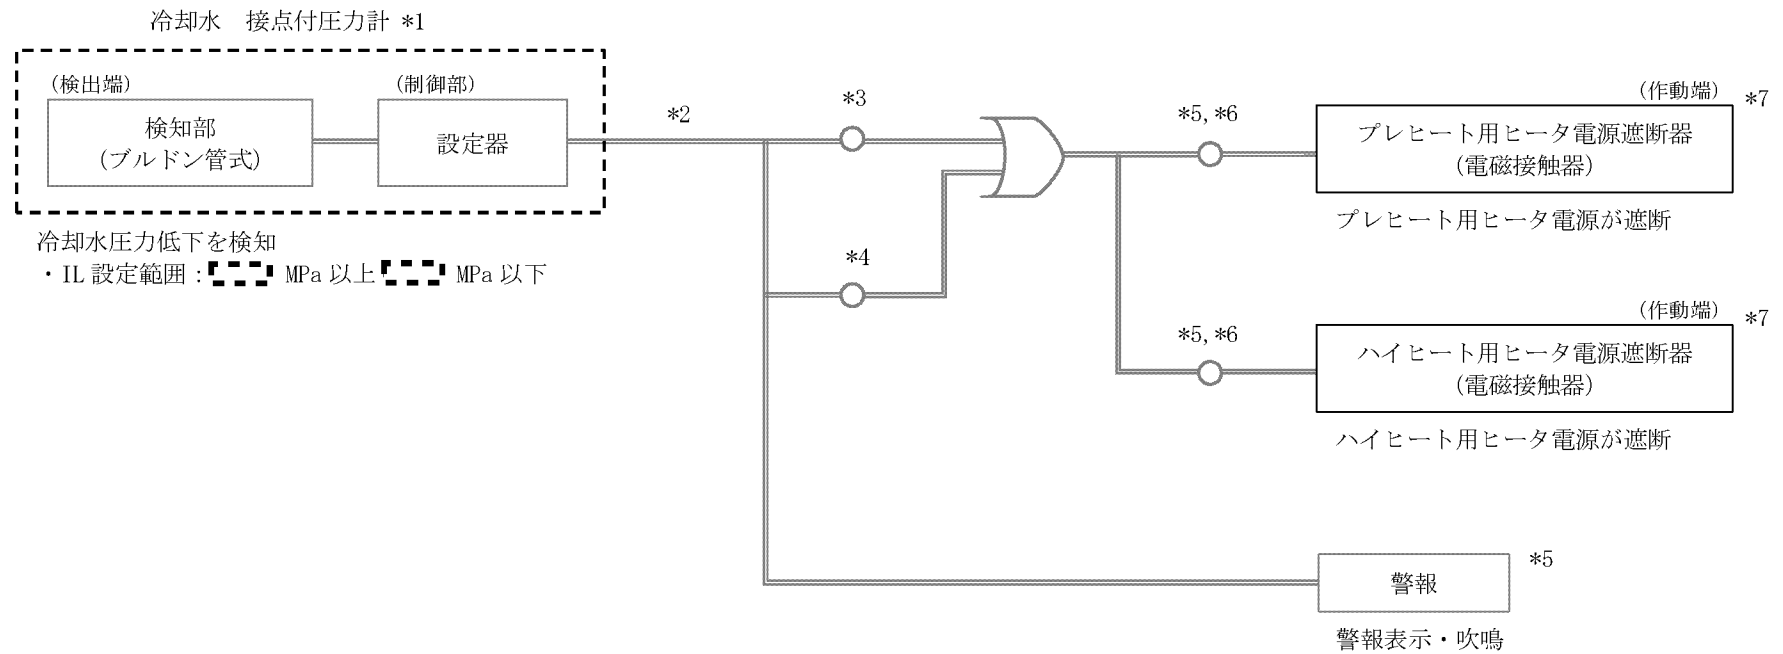 冷却水　接点付圧力計 *1
(検出端)
検知部
(ブルドン管式)
(制御部)
設定器
冷却水圧力低下を検知
・IL 設定範囲： MPa 以上 MPa 以下
*2
*3
*4
*5,*6
(作動端)
*7
プレヒート用ヒータ電源遮断器
(電磁接触器)
プレヒート用ヒータ電源が遮断
*5,*6
(作動端)
*7
ハイヒート用ヒータ電源遮断器
(電磁接触器)
ハイヒート用ヒータ電源が遮断
*5
警報
警報表示・吹鳴